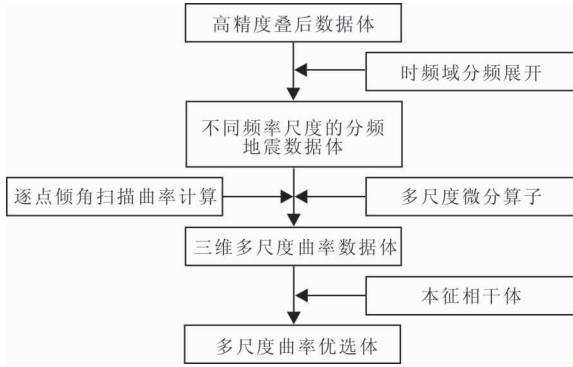 高精度叠后数据体
时频域分频展开
不同频率尺度的分频
地震数据体
逐点倾角扫描曲率计算
多尺度微分算子
三维多尺度曲率数据体
本征相干体
多尺度曲率优选体